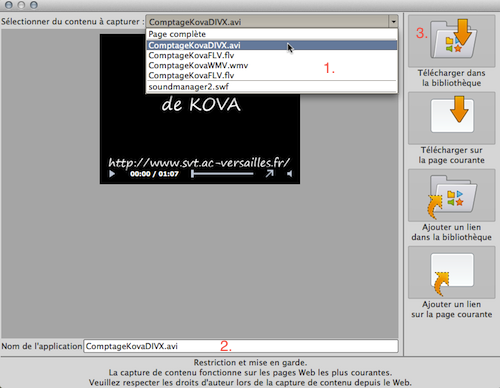 Sélectionner du contenu à capturer :
ComptageKovaDIVX.avi
Page complète
ComptageKovaDIVX.avi
ComptageKovaFLV.flv
ComptageKovaWMV.wmv
ComptageKovaFLV.flv
soundmanager2.swf
1.
de KOVA
http://www.svt.ac-versailles.fr/
00:00 / 01:07
3.
Télécharger dans
la bibliothèque
Télécharger sur
la page courante
Ajouter un lien
dans la bibliothèque
Ajouter un lien
sur la page courante
Nom de l'application
ComptageKovaDIVX.avi
2.
Restriction et mise en garde.
La capture de contenu fonctionne sur les pages Web les plus courantes.
Veuillez respecter les droits d'auteur lors de la capture de contenu depuis le Web.